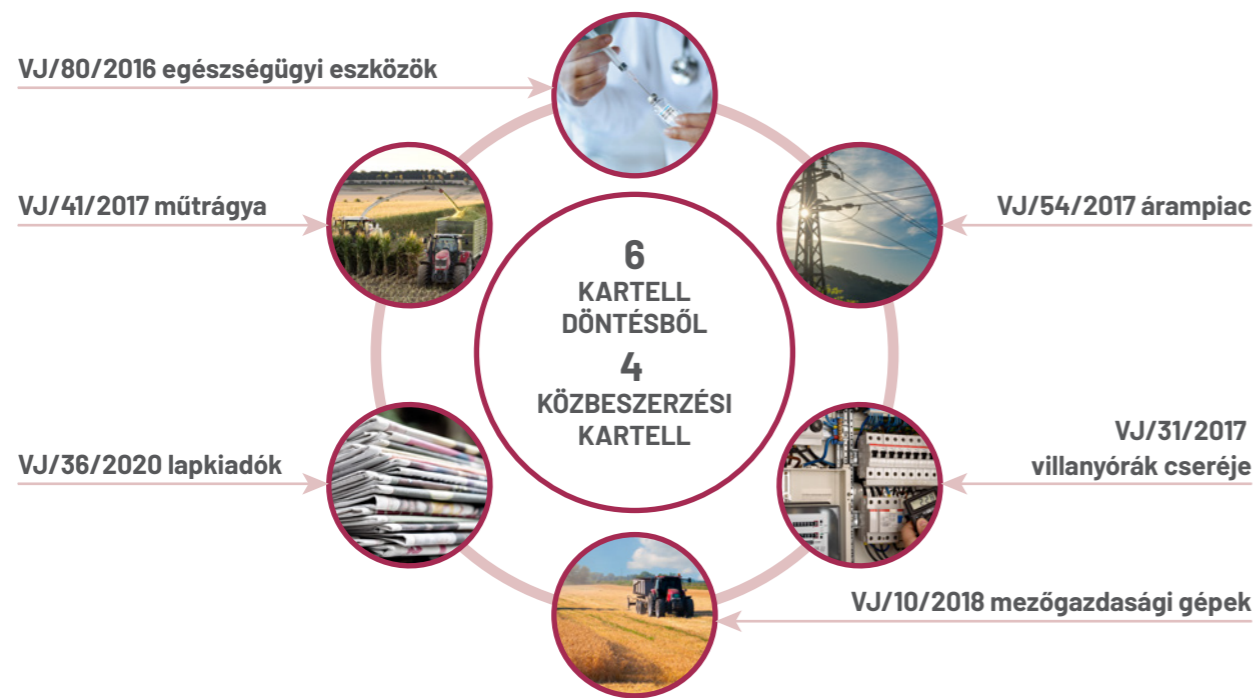 VJ/80/2016 egészségügyi eszközök
VJ/41/2017 műtrágya
VJ/54/2017 árampiac
6
KARTELL
DÖNTÉSBŐL
4
KÖZBESZERZÉSI
KARTELL
VJ/36/2020 lapkiadók
VJ/31/2017
villanyórák cseréje
VJ/10/2018 mezőgazdasági gépek